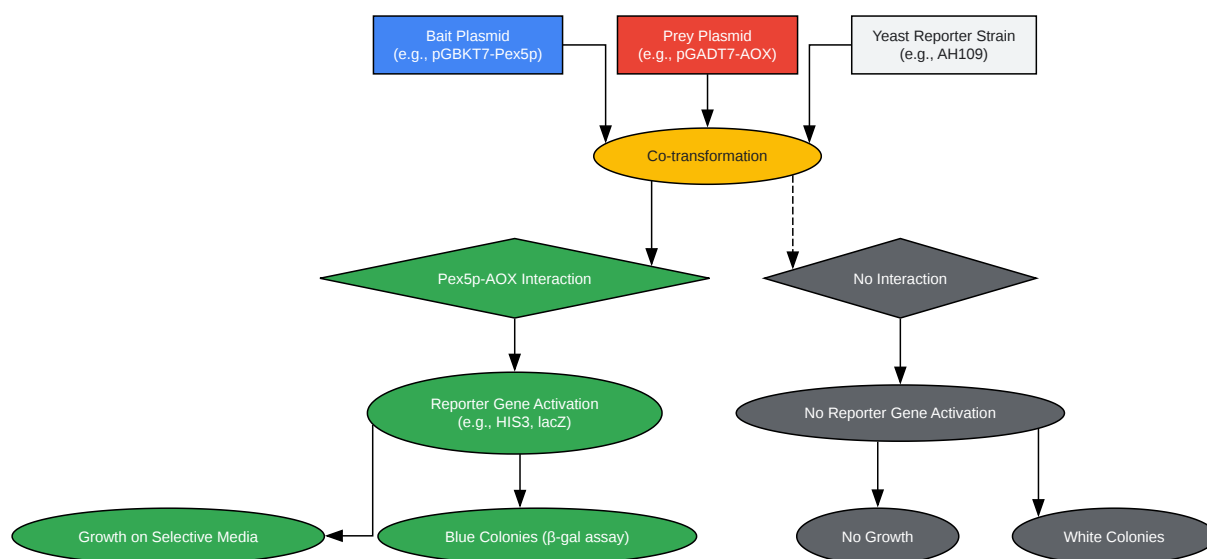 Bait Plasmid
(e.g., pGBKT7-Pex5p)
Prey Plasmid
(e.g., pGADT7-AOX)
Yeast Reporter Strain
(e.g., AH109)
Co-transformation
Pex5p-AOX Interaction
No Interaction
Reporter Gene Activation
(e.g., HIS3, lacZ)
No Reporter Gene Activation
Growth on Selective Media
Blue Colonies (β-gal assay)
No Growth
White Colonies